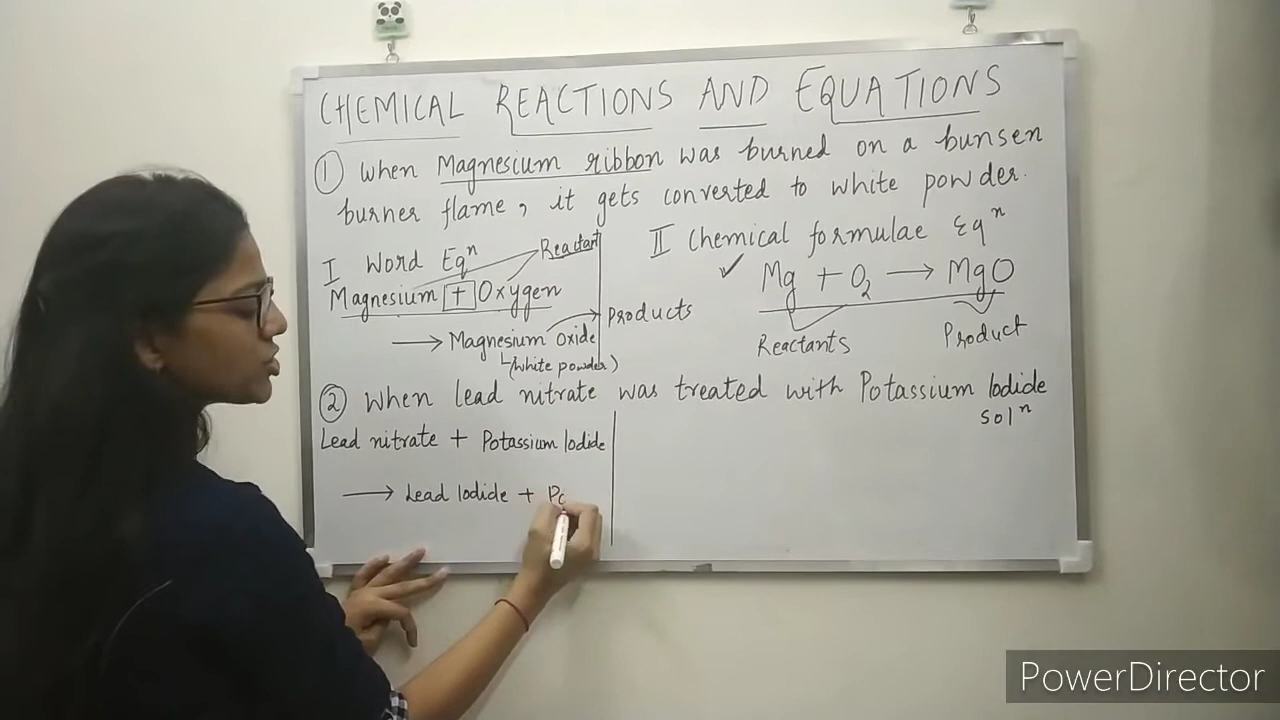 CHEMICAL REACTIONS AND EQUATIONS
① When Magnesium ribbon was burned on a bunsen
burner flame, it gets converted to white powder.
I Word Eqⁿ
Reactant
Magnesium + Oxygen
→ Magnesium Oxide
Products
(White powder)
II Chemical formulae Eqⁿ
✓ Mg + O₂ → MgO
Reactants
Product
② When lead nitrate was treated with Potassium Iodide
solⁿ
Lead nitrate + Potassium Iodide
→ Lead Iodide + Po
PowerDirector